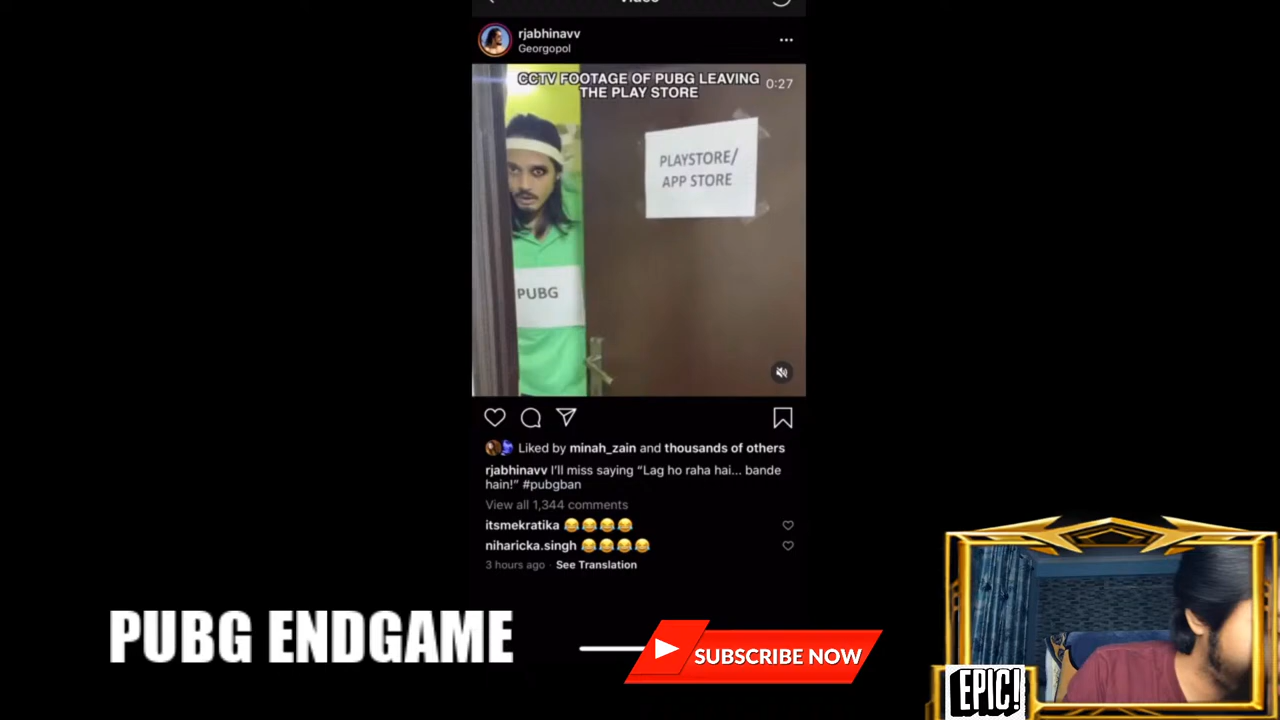 rjabhinavv
Georgopol
CCTV FOOTAGE OF PUBG LEAVING
THE PLAY STORE
0:27
PLAYSTORE/
APP STORE
PUBG
Liked by minah_zain and thousands of others
rjabhinavv I'll miss saying “Lag ho raha hai... bande
hain!” #pubgban
View all 1,344 comments
itsmekratika 😂😂😂😂
niharicka.singh 😂😂😂😂
3 hours ago · See Translation
PUBG ENDGAME
SUBSCRIBE NOW
EPIC!